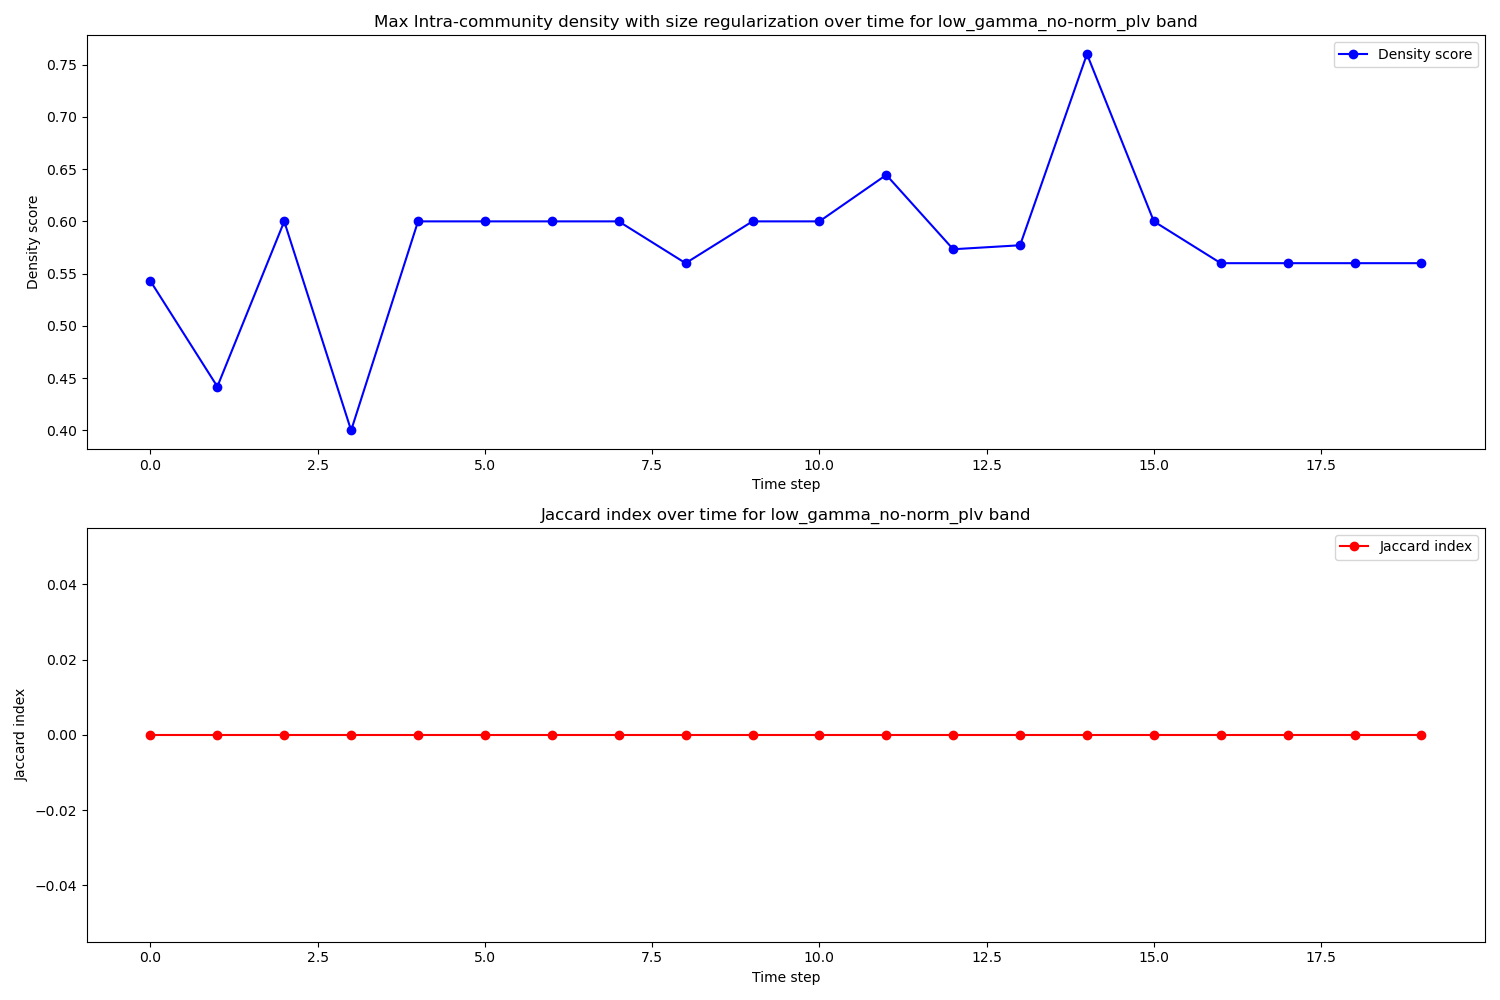 Max Intra-community density with size regularization over time for low_gamma_no-norm_plv band
Density score
0.75
0.70
0.65
0.60
0.55
0.50
0.45
0.40
Density score
0.0 2.5 5.0 7.5 10.0 12.5 15.0 17.5
Time step
Jaccard index over time for low_gamma_no-norm_plv band
Jaccard index
0.04
0.02
0.00
−0.02
−0.04
Jaccard index
0.0 2.5 5.0 7.5 10.0 12.5 15.0 17.5
Time step